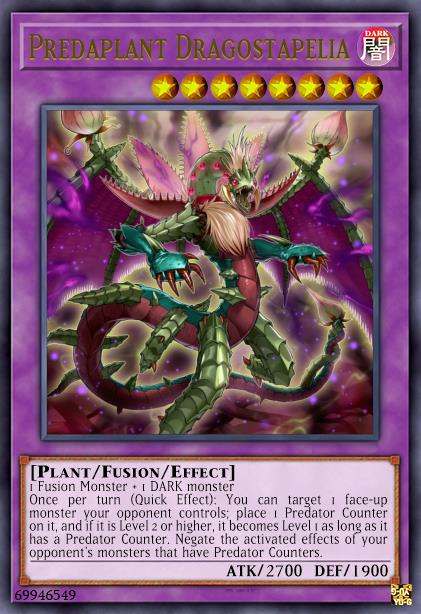 PREDAPLANT DRAGOSTAPELIA
DARK
闇
[PLANT/FUSION/EFFECT]
1 Fusion Monster + 1 DARK monster
Once per turn (Quick Effect): You can target 1 face-up
monster your opponent controls; place 1 Predator Counter
on it, and if it is Level 2 or higher, it becomes Level 1 as long as it
has a Predator Counter. Negate the activated effects of your
opponent's monsters that have Predator Counters.
ATK/2700 DEF/1900
69946549